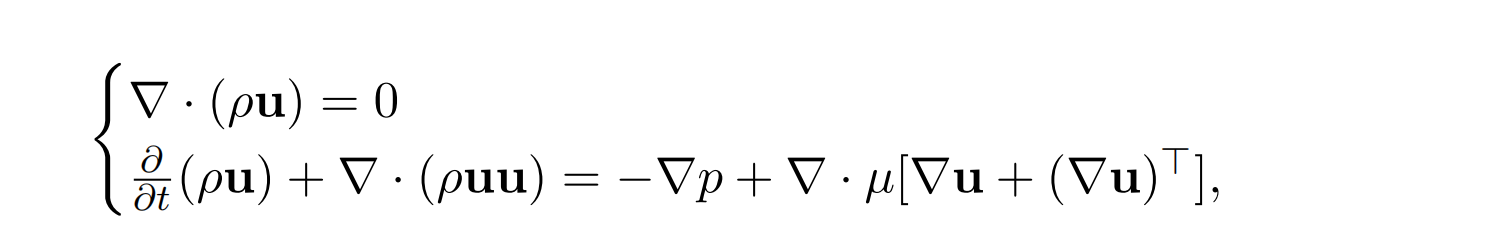 ∇ · (ρ𝐮) = 0
∂/∂t (ρ𝐮) + ∇ · (ρ𝐮𝐮) = −∇p + ∇ · μ[∇𝐮 + (∇𝐮)^⊤],